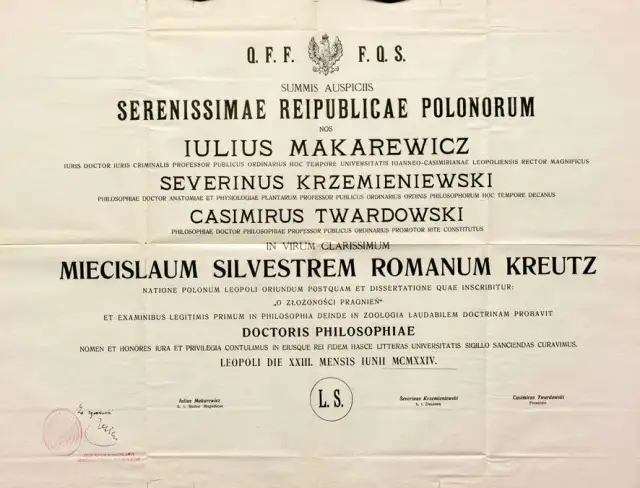 Q. F. F. F. Q. S.
SUMMIS AUSPICIIS
SERENISSIMAE REIPUBLICAE POLONORUM
NOS
IULIUS MAKAREWICZ
IURIS DOCTOR IURIS CRIMINALIS PROFESSOR PUBLICUS ORDINARIUS HOC TEMPORE UNIVERSITATIS IOANNEO-CASIMIRIANAE LEOPOLIENSIS RECTOR MAGNIFICUS
SEVERINUS KRZEMIENIEWSKI
PHILOSOPHIAE DOCTOR ANATOMIAE ET PHYSIOLOGIAE PLANTARUM PROFESSOR PUBLICUS ORDINARIUS ORDINIS PHILOSOPHORUM HOC TEMPORE DECANUS
CASIMIRUS TWARDOWSKI
PHILOSOPHIAE DOCTOR PHILOSOPHIAE PROFESSOR PUBLICUS ORDINARIUS PROMOTOR RITE CONSTITUTUS
IN VIRUM CLARISSIMUM
MIECISLAUM SILVESTREM ROMANUM KREUTZ
NATIONE POLONUM LEOPOLI ORIUNDUM POSTQUAM ET DISSERTATIONE QUAE INSCRIBITUR:
„O ZŁOŻONOŚCI PRAGNIEŃ“
ET EXAMINIBUS LEGITIMIS PRIMUM IN PHILOSOPHIA DEINDE IN ZOOLOGIA LAUDABILEM DOCTRINAM PROBAVIT
DOCTORIS PHILOSOPHIAE
NOMEN ET HONORES IURA ET PRIVILEGIA CONTULIMUS IN EIUSQUE REI FIDEM HASCE LITTERAS UNIVERSITATIS SIGILLO SANCIENDAS CURAVIMUS.
LEOPOLI DIE XXIII. MENSIS IUNII MCMXXIV.
Iulius Makarewicz
h. t. Rector Magnificus
L. S.
Severinus Krzemieniewski
h. t. Decanus
Casimirus Twardowski
Promotor